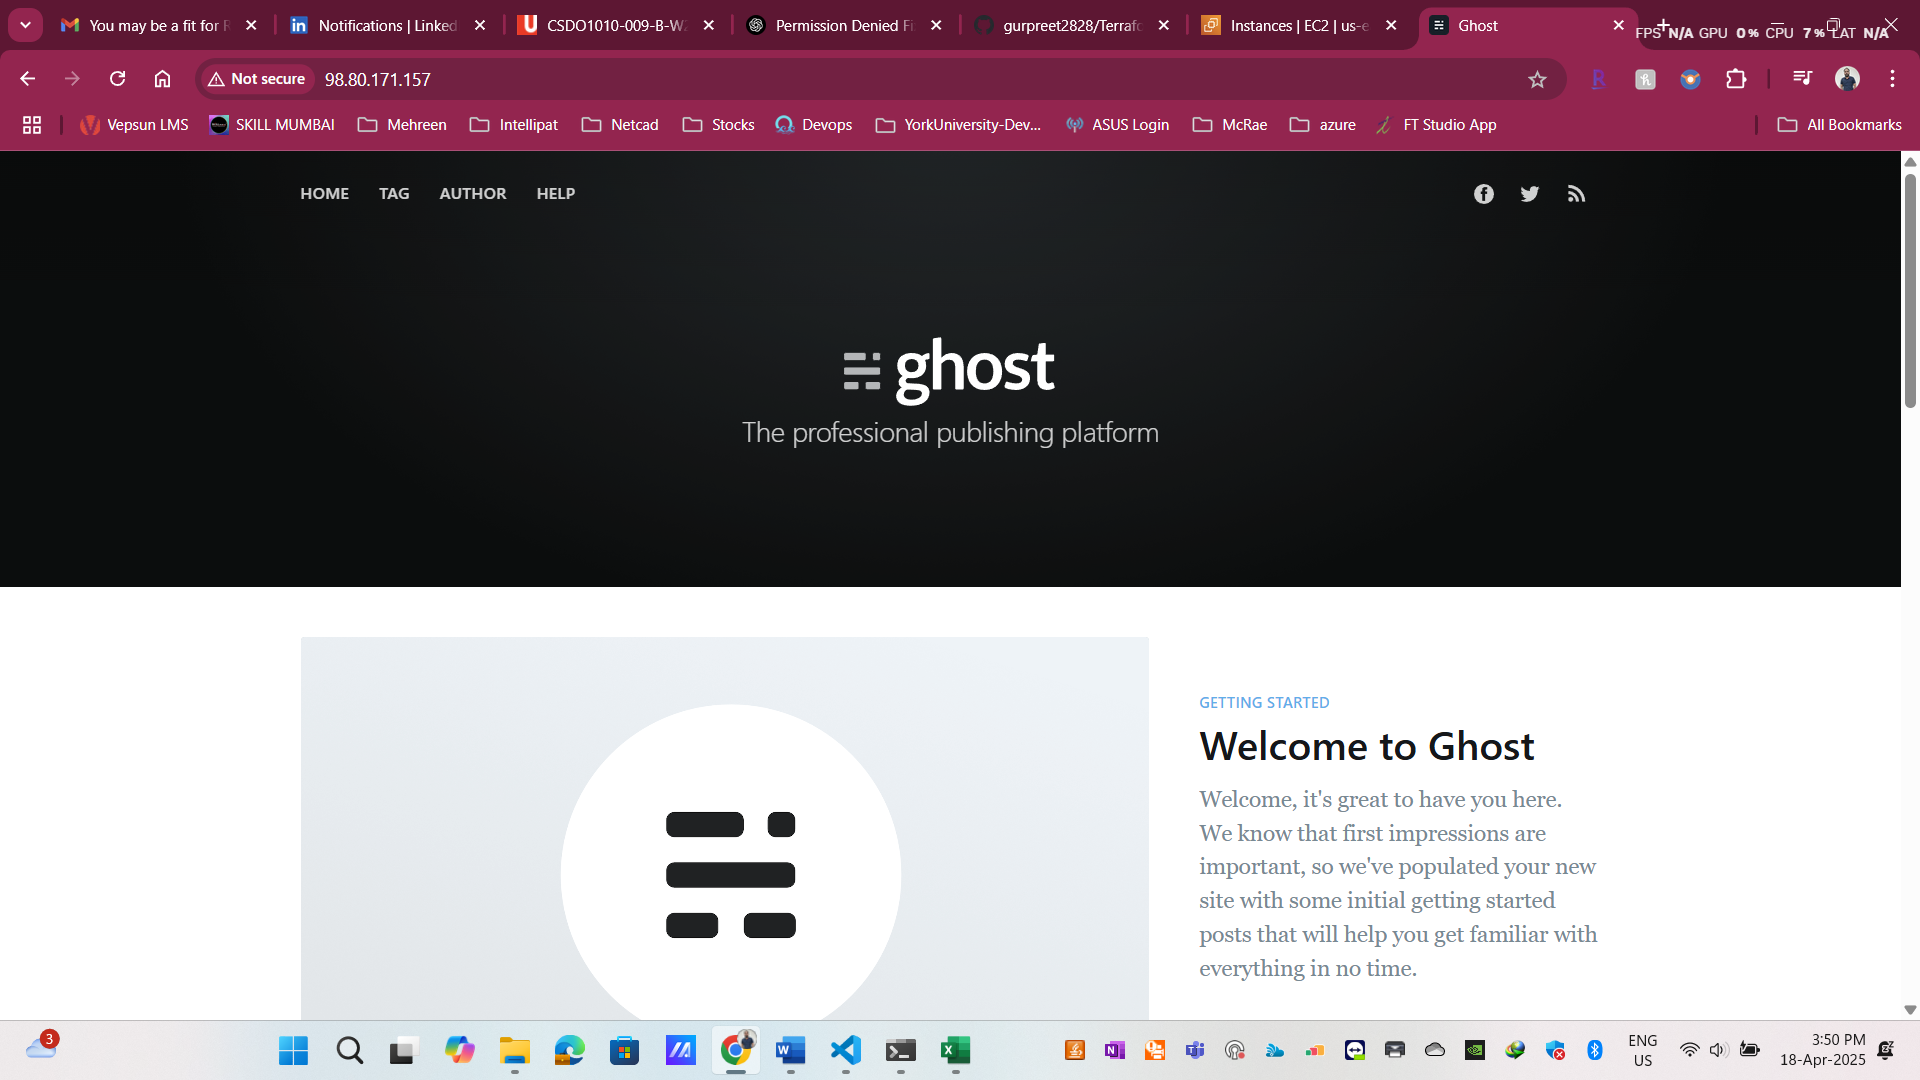 You may be a fit for R
Notifications | Linked
CSDO1010-009-B-W
Permission Denied Fi
gurpreet2828/Terrafo
Instances | EC2 | us-e
Ghost
FPS N/A GPU 0% CPU 7% LAT N/A
Not secure
98.80.171.157
Vepsun LMS
SKILL MUMBAI
Mehreen
Intellipat
Netcad
Stocks
Devops
YorkUniversity-Dev...
ASUS Login
McRae
azure
FT Studio App
All Bookmarks
HOME
TAG
AUTHOR
HELP
ghost
The professional publishing platform
GETTING STARTED
Welcome to Ghost
Welcome, it's great to have you here.
We know that first impressions are
important, so we've populated your new
site with some initial getting started
posts that will help you get familiar with
everything in no time.
3
ENG
US
3:50 PM
18-Apr-2025